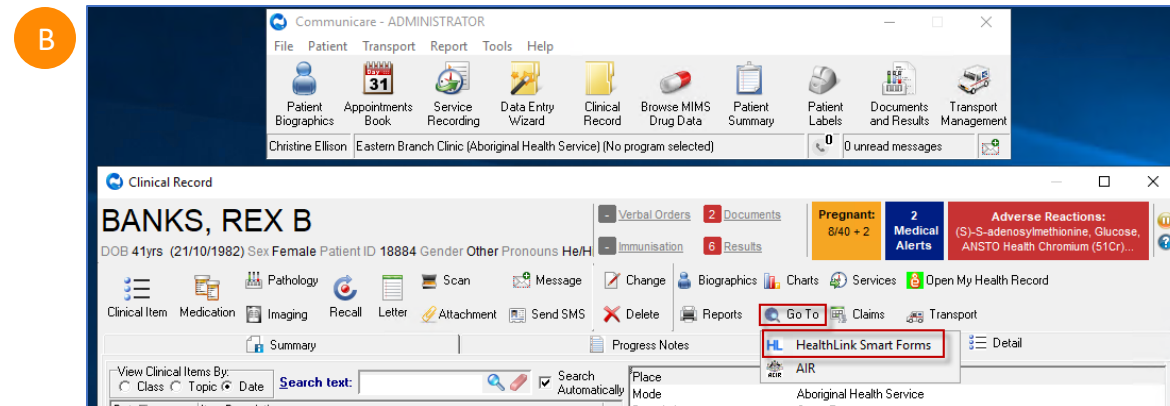 B
Communicare - ADMINISTRATOR
File Patient Transport Report Tools Help
31
Patient Biographics
Appointments Book
Service Recording
Data Entry Wizard
Clinical Record
Browse MIMS Drug Data
Patient Summary
Patient Labels
Documents and Results
Transport Management
Christine Ellison Eastern Branch Clinic (Aboriginal Health Service) (No program selected) 0 0 unread messages
Clinical Record
BANKS, REX B
DOB 41yrs (21/10/1982) Sex Female Patient ID 18884 Gender Other Pronouns He/H
- Verbal Orders 2 Documents
- Immunisation 6 Results
Pregnant:
8/40 + 2
2
Medical
Alerts
Adverse Reactions:
(S)-S-adenosylmethionine, Glucose,
ANSTO Health Chromium (51Cr)...
Clinical Item Medication Pathology Imaging Recall Letter Scan Attachment Message Send SMS
Change Biographics Charts Services Open My Health Record
Delete Reports Go To Claims Transport
HL HealthLink Smart Forms
AIR
Summary Progress Notes Detail
View Clinical Items By:
Class Topic Date Search text: Search Automatically
Place
Mode Aboriginal Health Service